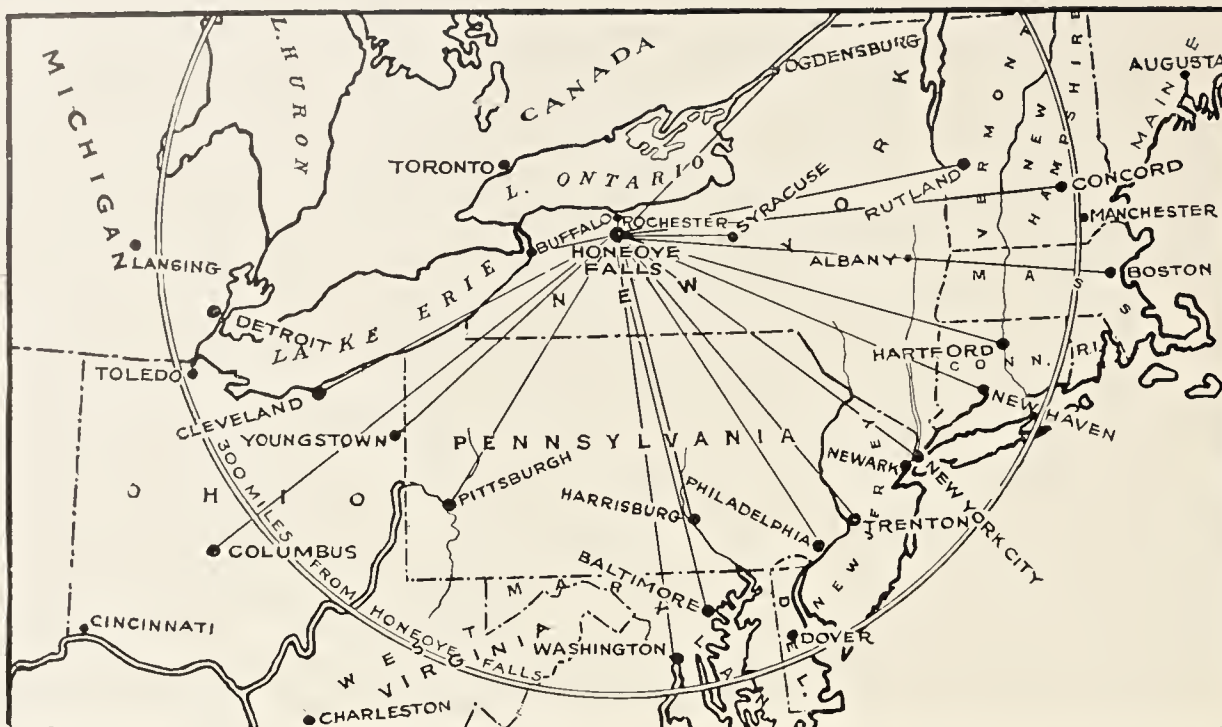 MICHIGAN
L. HURON
CANADA
OGDENSBURG
NEW YORK
VERMONT
NEW HAMPSHIRE
MAINE
AUGUSTA
TORONTO
L. ONTARIO
SYRACUSE
RUTLAND
CONCORD
MANCHESTER
BUFFALO
ROCHESTER
HONEOYE
FALLS
ALBANY
BOSTON
MASS
LANSING
DETROIT
LAKE ERIE
TOLEDO
CLEVELAND
YOUNGSTOWN
HARTFORD
CONN.
R.I.
NEW HAVEN
PENNSYLVANIA
PITTSBURGH
HARRISBURG
PHILADELPHIA
NEWARK
NEW YORK CITY
TRENTON
NEW JERSEY
OHIO
300 MILES FROM HONEOYE FALLS
COLUMBUS
BALTIMORE
MARYLAND
DEL.
DOVER
CINCINNATI
WEST
VIRGINIA
WASHINGTON
CHARLESTON